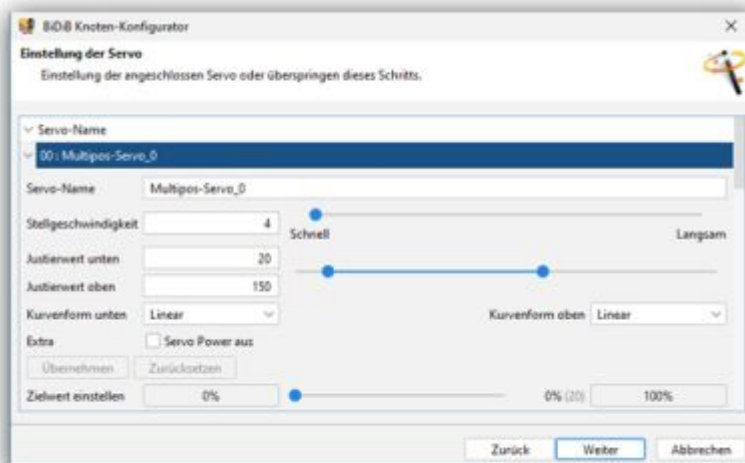 BiDiB Knoten-Konfigurator
Einstellung der Servo
Einstellung der angeschlossen Servo oder überspringen dieses Schritts.
Servo-Name
00 : Multipos-Servo_0
Servo-Name Multipos-Servo_0
Stellgeschwindigkeit 4
Schnell Langsam
Justierwert unten 20
Justierwert oben 150
Kurvenform unten Linear Kurvenform oben Linear
Extra Servo Power aus
Übernehmen Zurücksetzen
Zielwert einstellen 0% 0% (20) 100%
Zurück Weiter Abbrechen